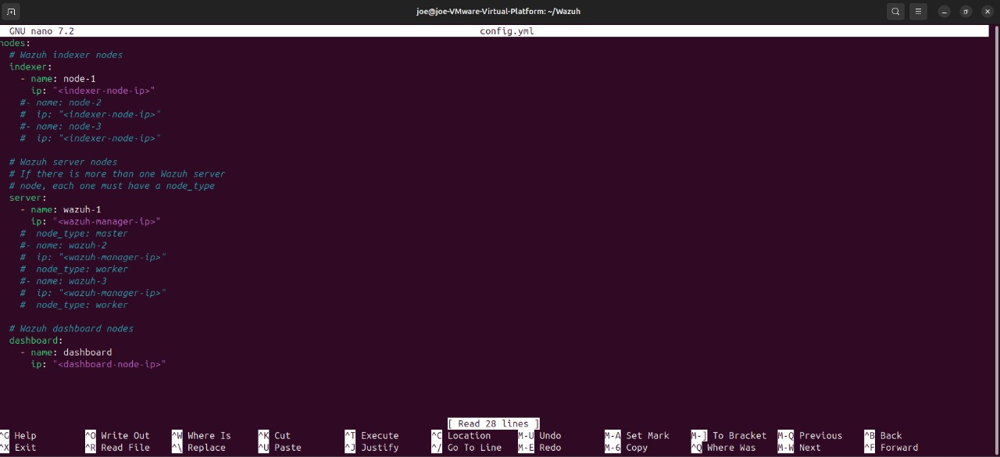 joe@joe-VMware-Virtual-Platform: ~/Wazuh
GNU nano 7.2 config.yml
nodes:
# Wazuh indexer nodes
indexer:
- name: node-1
ip: "<indexer-node-ip>"
#- name: node-2
#  ip: "<indexer-node-ip>"
#- name: node-3
#  ip: "<indexer-node-ip>"
# Wazuh server nodes
# If there is more than one Wazuh server
# node, each one must have a node_type
server:
- name: wazuh-1
ip: "<wazuh-manager-ip>"
#  node_type: master
#- name: wazuh-2
#  ip: "<wazuh-manager-ip>"
#  node_type: worker
#- name: wazuh-3
#  ip: "<wazuh-manager-ip>"
#  node_type: worker
# Wazuh dashboard nodes
dashboard:
- name: dashboard
ip: "<dashboard-node-ip>"
[ Read 28 lines ]
^G Help ^O Write Out ^W Where Is ^K Cut ^T Execute ^C Location M-U Undo M-A Set Mark M-] To Bracket M-Q Previous ^B Back
^X Exit ^R Read File ^\ Replace ^U Paste ^J Justify ^/ Go To Line M-E Redo M-6 Copy ^Q Where Was M-W Next ^F Forward